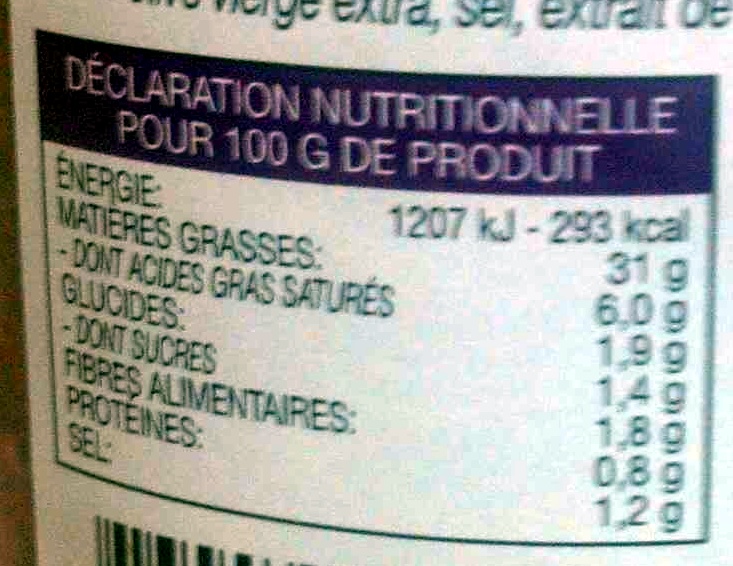 vierge extra, sel, extrait de
DÉCLARATION NUTRITIONNELLE
POUR 100 G DE PRODUIT
ÉNERGIE: 1207 kJ - 293 kcal
MATIÈRES GRASSES: 31 g
- DONT ACIDES GRAS SATURÉS 6,0 g
GLUCIDES: 1,9 g
- DONT SUCRES 1,4 g
FIBRES ALIMENTAIRES: 1,8 g
PROTÉINES: 0,8 g
SEL: 1,2 g